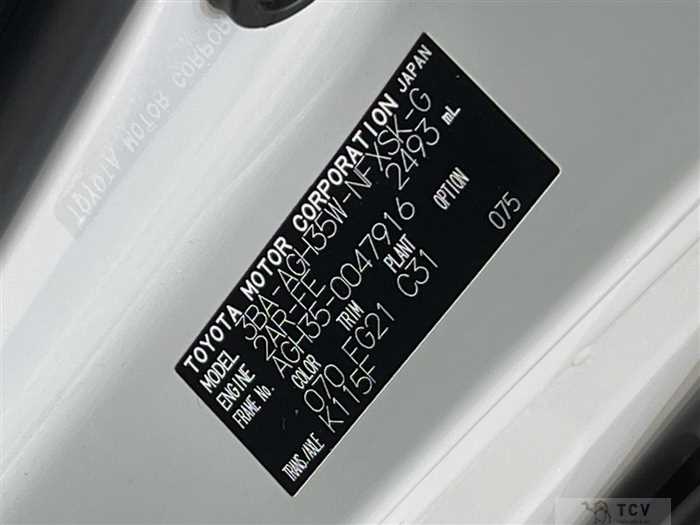 TOYOTA MOTOR CORPORATION JAPAN
MODEL 3BA-AGH35W-NFXSK-G
ENGINE 2AR-FE 2493 mL
FRAME No. AGH35-0047916
COLOR TRIM PLANT OPTION
070 FG21 C31 075
TRANS./AXLE K115F
TCV